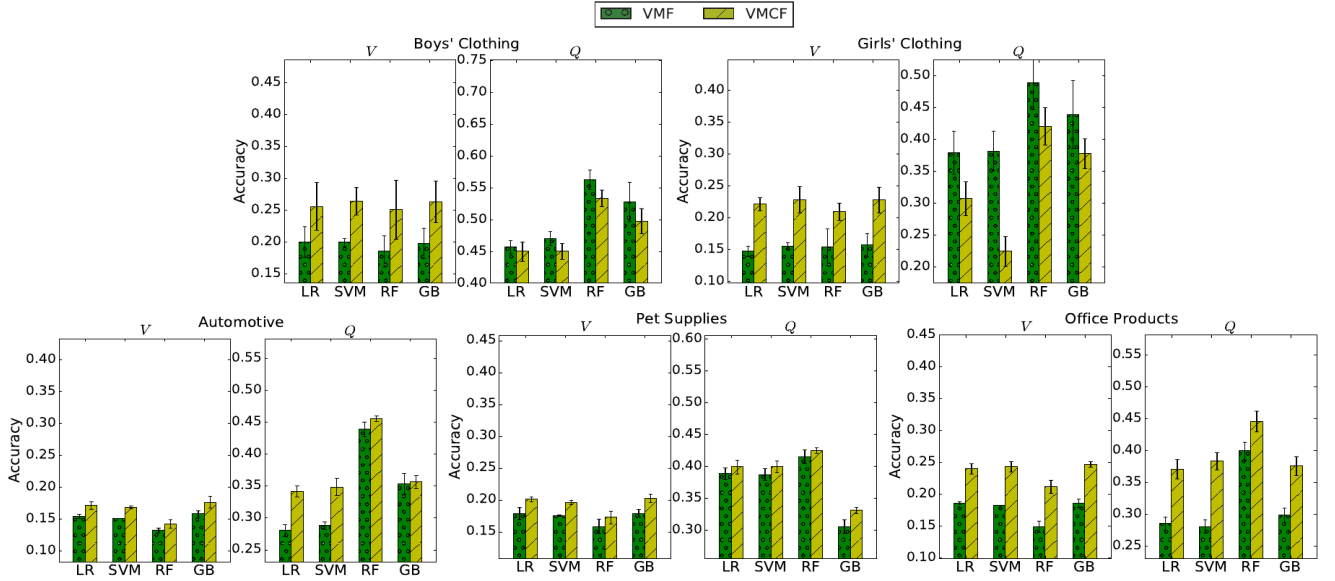 VMF VMCF
Boys' Clothing
V Q
Accuracy
0.45
0.40
0.35
0.30
0.25
0.20
0.15
LR SVM RF GB
0.75
0.70
0.65
0.60
0.55
0.50
0.45
0.40
LR SVM RF GB
Girls' Clothing
V Q
Accuracy
0.40
0.35
0.30
0.25
0.20
0.15
0.10
LR SVM RF GB
0.50
0.45
0.40
0.35
0.30
0.25
0.20
LR SVM RF GB
Automotive
V Q
Accuracy
0.40
0.35
0.30
0.25
0.20
0.15
0.10
LR SVM RF GB
0.55
0.50
0.45
0.40
0.35
0.30
0.25
LR SVM RF GB
Pet Supplies
V Q
Accuracy
0.45
0.40
0.35
0.30
0.25
0.20
0.15
LR SVM RF GB
0.60
0.55
0.50
0.45
0.40
0.35
0.30
LR SVM RF GB
Office Products
V Q
Accuracy
0.45
0.40
0.35
0.30
0.25
0.20
0.15
0.10
LR SVM RF GB
0.55
0.50
0.45
0.40
0.35
0.30
0.25
LR SVM RF GB